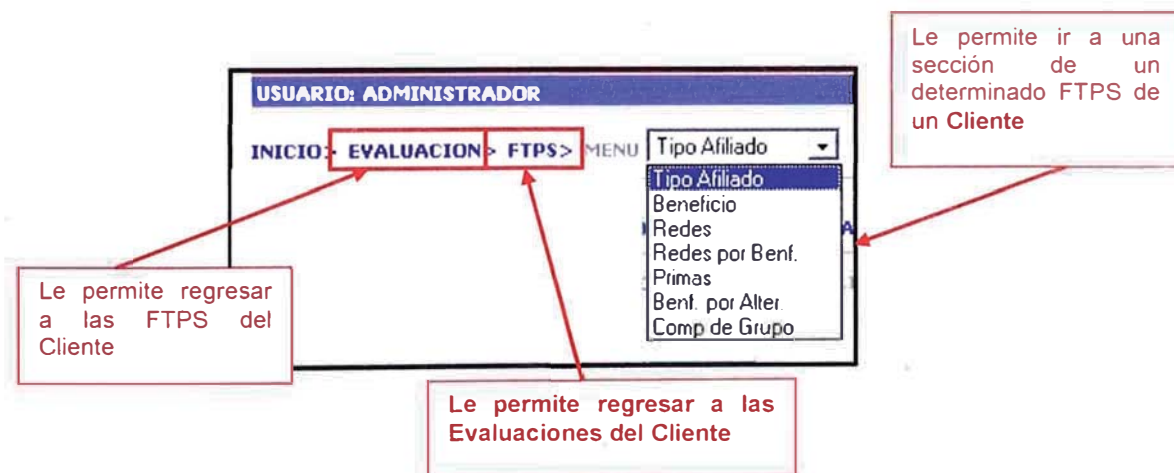 Le permite ir a una
sección de un
determinado FTPS de
un Cliente
USUARIO: ADMINISTRADOR
INICIO> EVALUACION> FTPS> MENU Tipo Afiliado
Tipo Afiliado
Beneficio
Redes
Redes por Benf.
Primas
Benf. por Alter.
Comp de Grupo
Le permite regresar
a las FTPS del
Cliente
Le permite regresar a las
Evaluaciones del Cliente